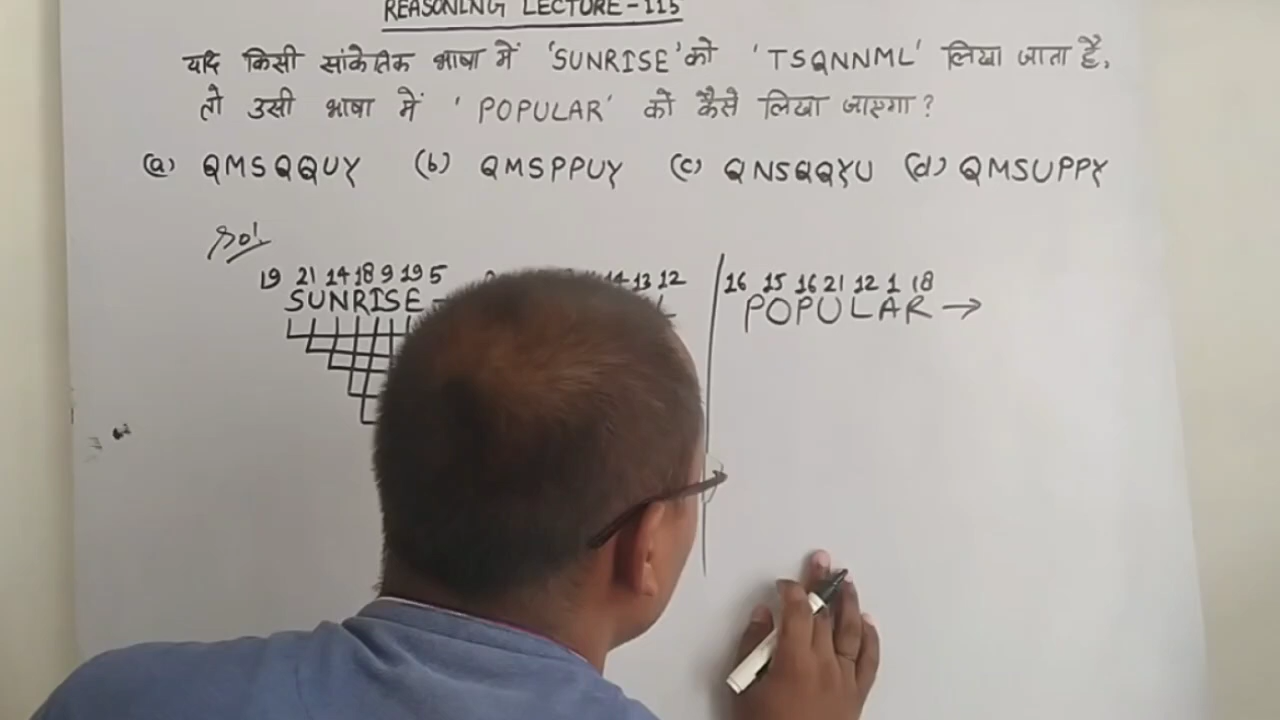 REASONING LECTURE-115
यदि किसी सांकेतिक भाषा में 'SUNRISE' को 'TSQNNML' लिखा जाता है,
तो उसी भाषा में 'POPULAR' को कैसे लिखा जाएगा?
(a) QMSQQUY (b) QMSPPUY (c) QNSQQYU (d) QMSUPPY
Sol.
19 21 14 18 9 19 5 13 12 16 15 16 21 12 1 18
SUNRISE POPULAR →